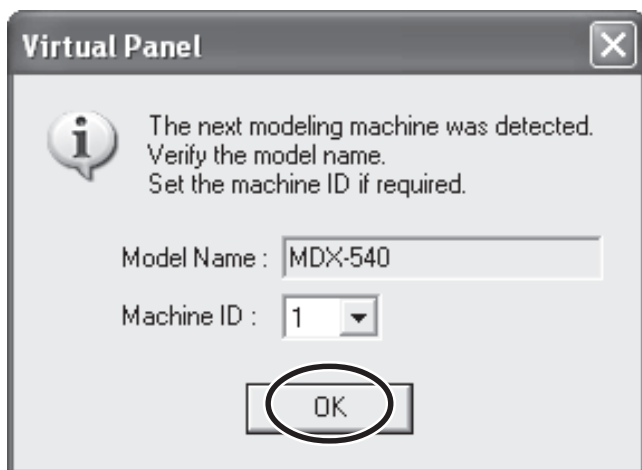 Virtual Panel
The next modeling machine was detected.
Verify the model name.
Set the machine ID if required.
Model Name : MDX-540
Machine ID : 1
OK